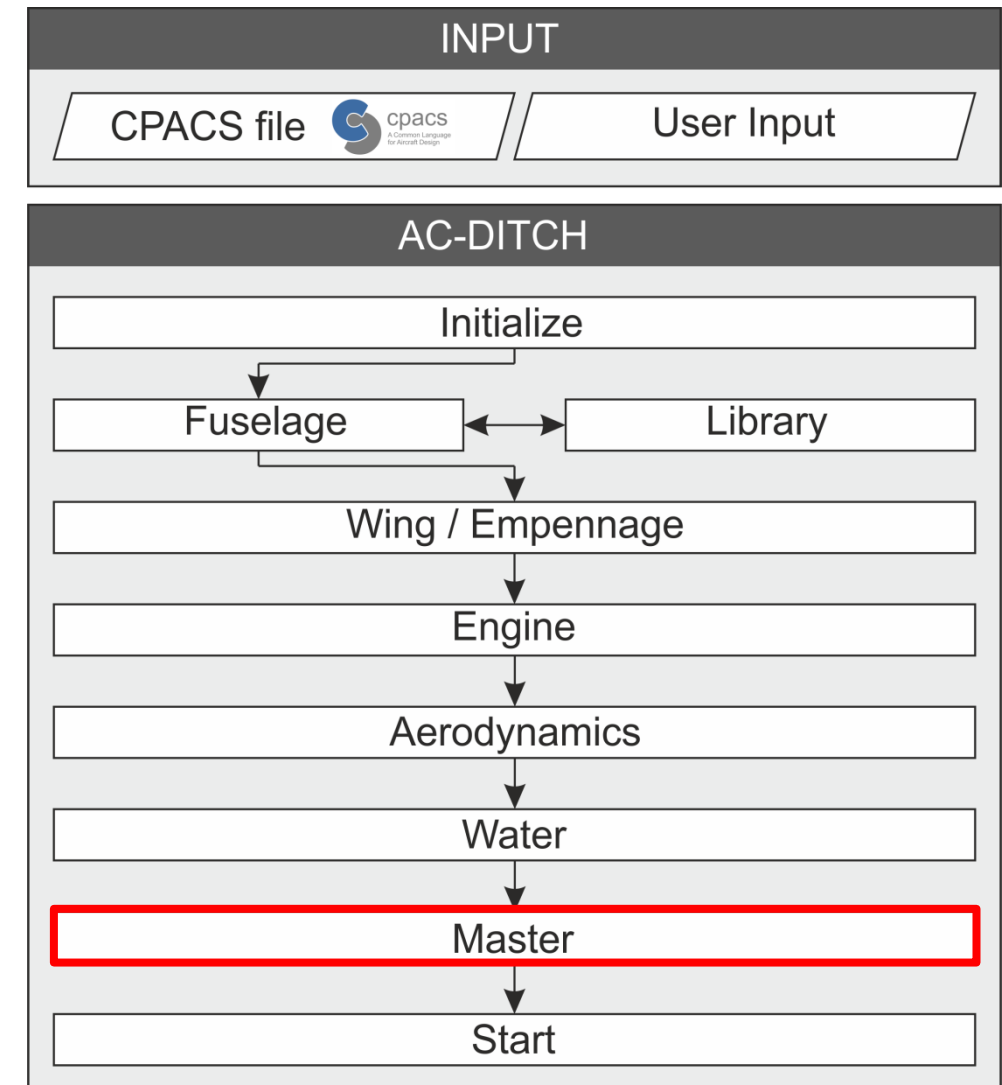 INPUT
CPACS file
cpacs
A Common Language
for Aircraft Design
User Input
AC-DITCH
Initialize
Fuselage
Library
Wing / Empennage
Engine
Aerodynamics
Water
Master
Start